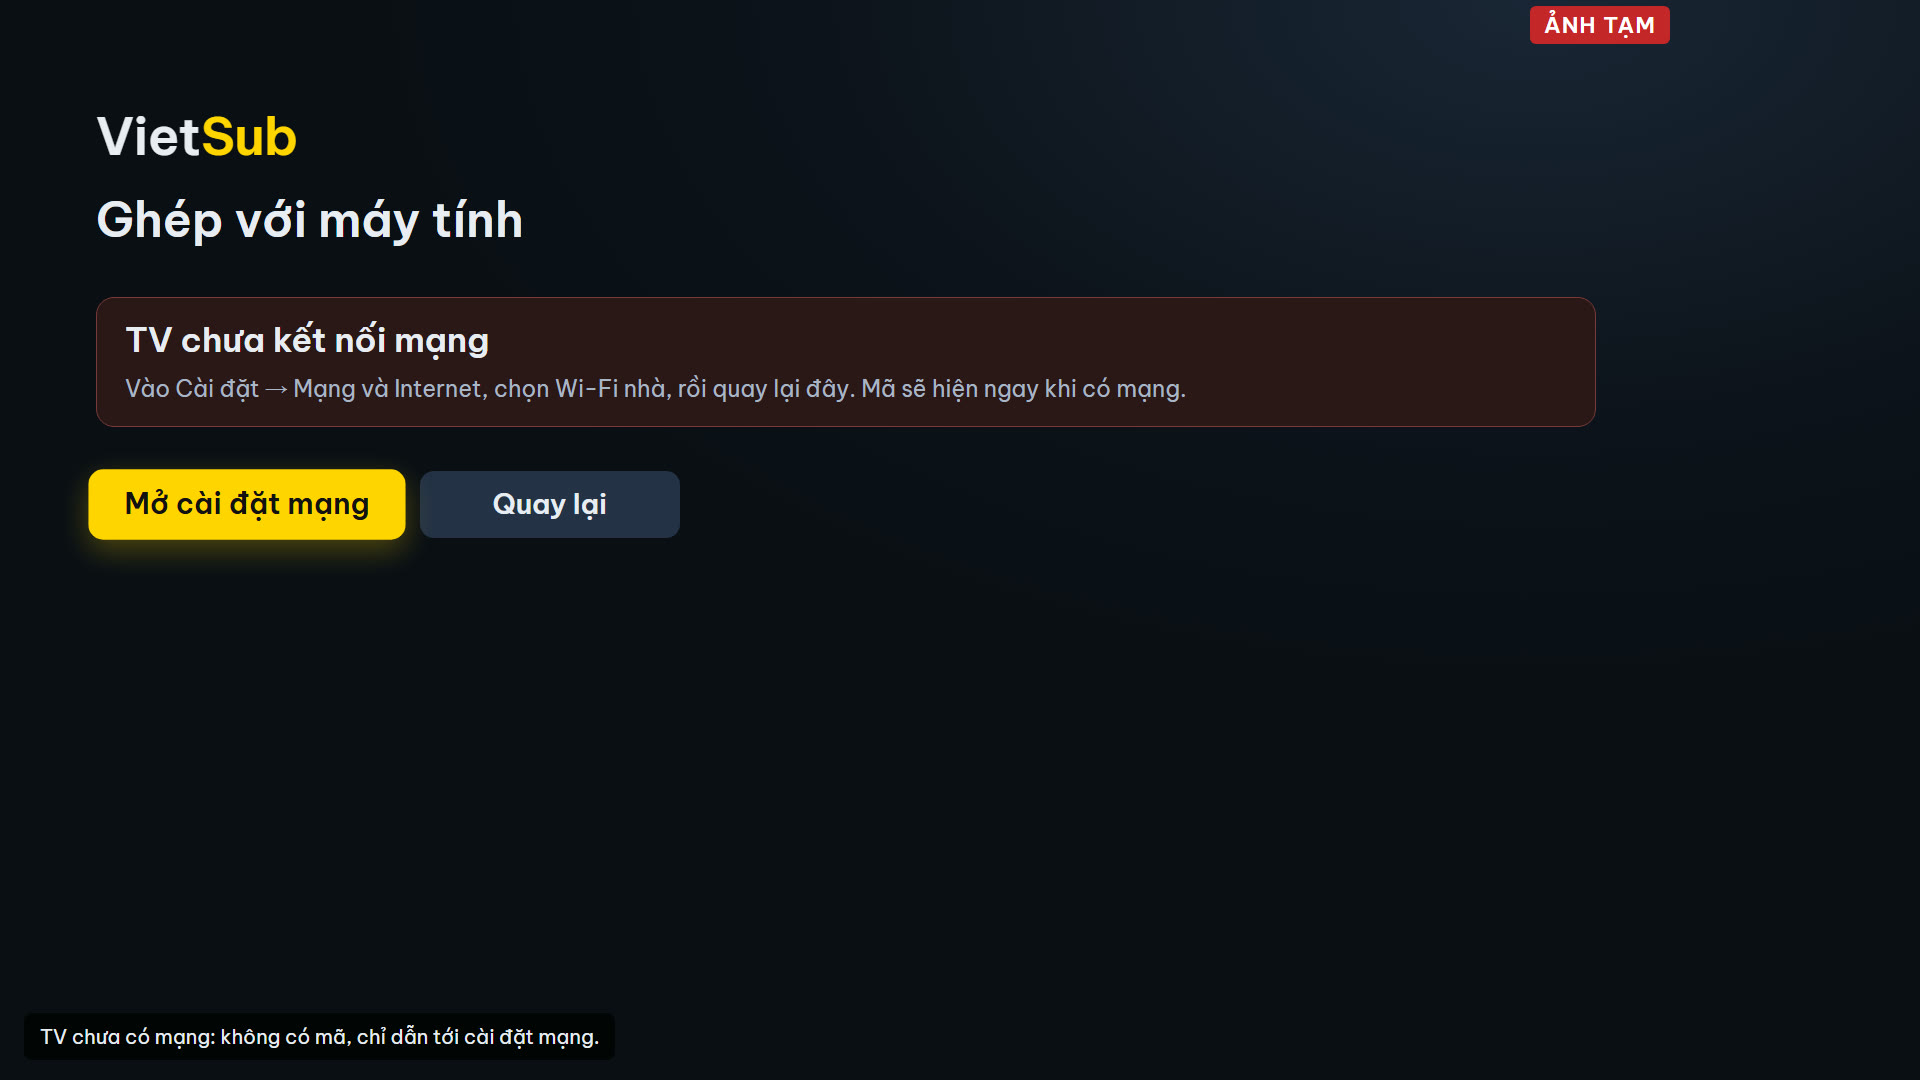 ẢNH TẠM
VietSub
Ghép với máy tính
TV chưa kết nối mạng
Vào Cài đặt → Mạng và Internet, chọn Wi-Fi nhà, rồi quay lại đây. Mã sẽ hiện ngay khi có mạng.
Mở cài đặt mạng
Quay lại
TV chưa có mạng: không có mã, chỉ dẫn tới cài đặt mạng.